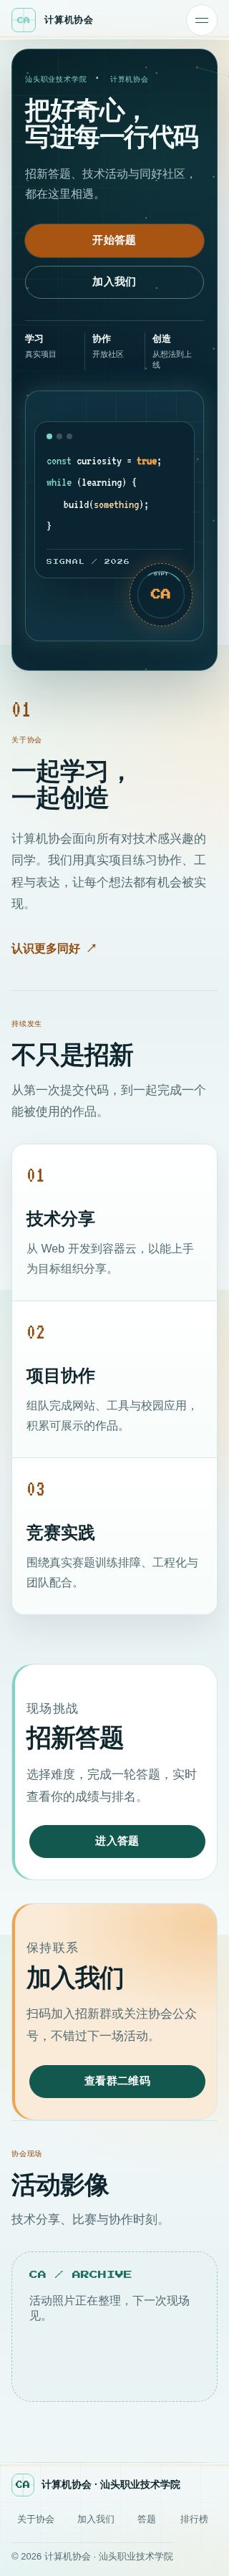 CA 计算机协会
汕头职业技术学院 · 计算机协会
把好奇心，
写进每一行代码
招新答题、技术活动与同好社区，
都在这里相遇。
开始答题
加入我们
学习 协作 创造
真实项目 开放社区 从想法到上
线
const curiosity = true;
while (learning) {
build(something);
}
SIGNAL / 2026
STPT
CA
01
关于协会
一起学习，
一起创造
计算机协会面向所有对技术感兴趣的
同学。我们用真实项目练习协作、工
程与表达，让每个想法都有机会被实
现。
认识更多同好 ↗
持续发生
不只是招新
从第一次提交代码，到一起完成一个
能被使用的作品。
01
技术分享
从 Web 开发到容器云，以能上手
为目标组织分享。
02
项目协作
组队完成网站、工具与校园应用，
积累可展示的作品。
03
竞赛实践
围绕真实赛题训练排障、工程化与
团队配合。
现场挑战
招新答题
选择难度，完成一轮答题，实时
查看你的成绩与排名。
进入答题
保持联系
加入我们
扫码加入招新群或关注协会公众
号，不错过下一场活动。
查看群二维码
协会现场
活动影像
技术分享、比赛与协作时刻。
CA / ARCHIVE
活动照片正在整理，下一次现场
见。
CA 计算机协会 · 汕头职业技术学院
关于协会 加入我们 答题 排行榜
© 2026 计算机协会 · 汕头职业技术学院